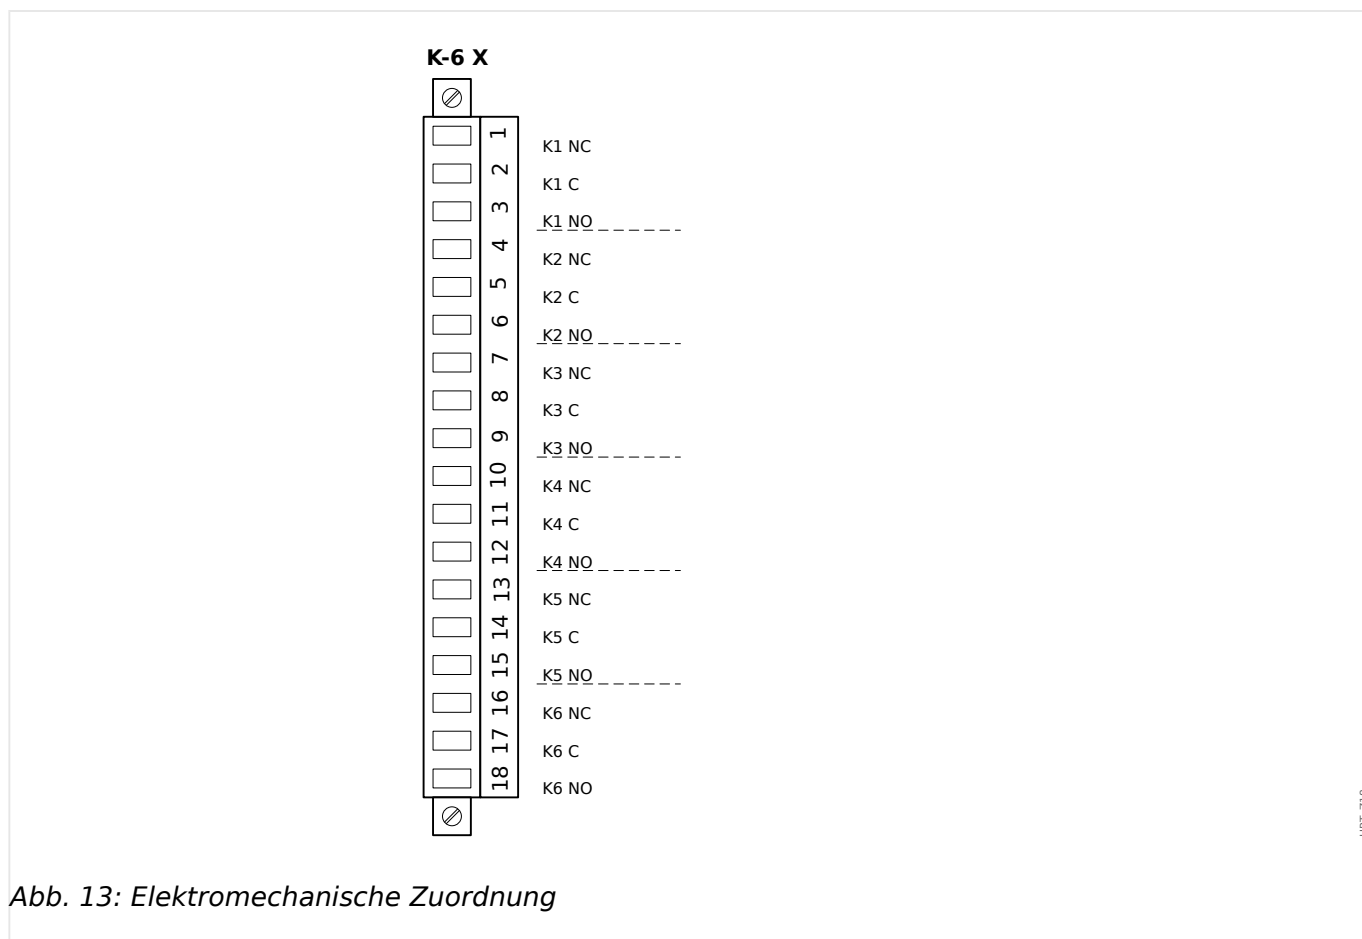 K-6 X
1
K1 NC
2
K1 C
3
K1 NO
4
K2 NC
5
K2 C
6
K2 NO
7
K3 NC
8
K3 C
9
K3 NO
10
K4 NC
11
K4 C
12
K4 NO
13
K5 NC
14
K5 C
15
K5 NO
16
K6 NC
17
K6 C
18
K6 NO
Abb. 13: Elektromechanische Zuordnung